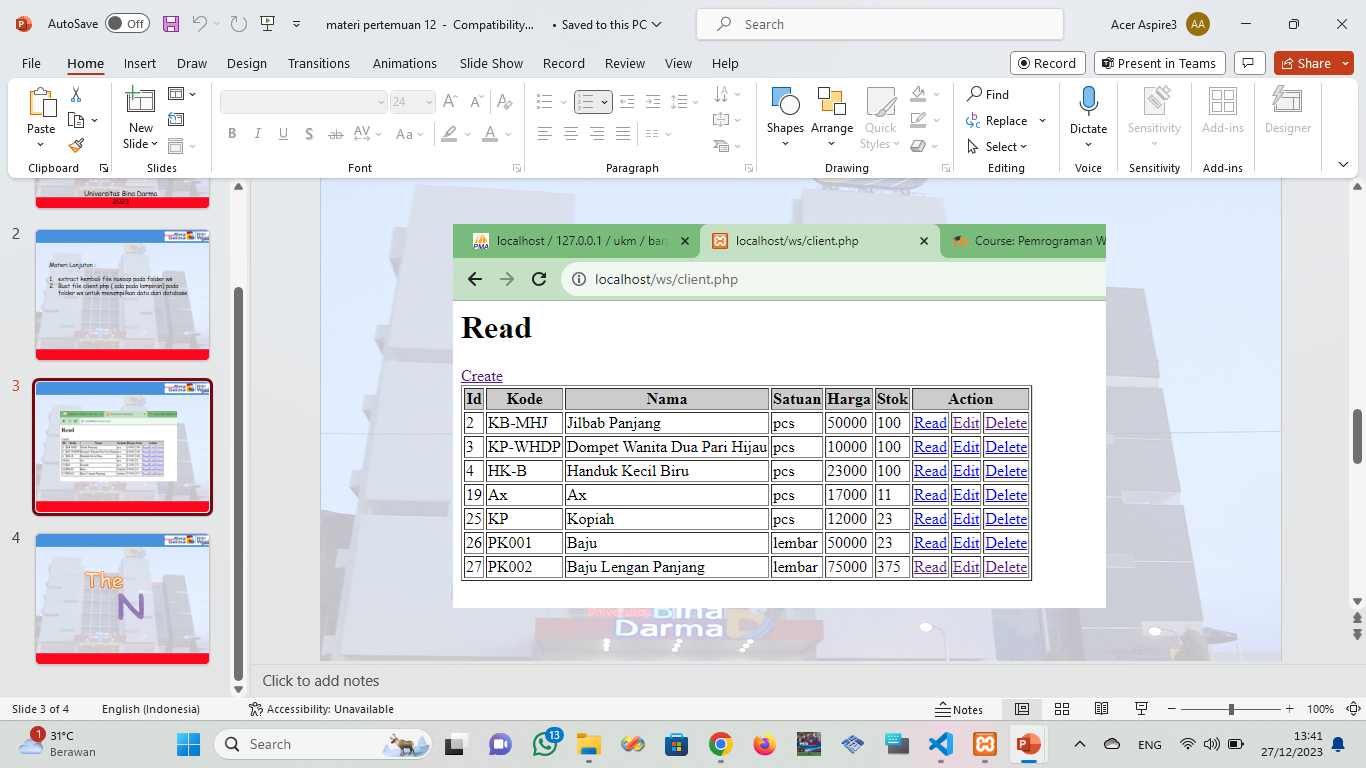 AutoSave Off materi pertemuan 12 - Compatibility... • Saved to this PC Search Acer Aspire3 AA
File Home Insert Draw Design Transitions Animations Slide Show Record Review View Help Record Present in Teams Share
Paste New Slide 24 Shapes Arrange Quick Styles Find Replace Select Dictate Sensitivity Add-ins Designer
Clipboard Slides Font Paragraph Drawing Editing Voice Sensitivity Add-ins
Universitas Bina Darma
2023
2
Materi Lanjutan :
1. extract kembali file nusoap pada folder ws
2. Buat file client.php ( ada pada lampiran) pada
folder ws untuk menampilkan data dari database
3
4
The
N
localhost / 127.0.0.1 / ukm / bara localhost/ws/client.php Course: Pemrograman W
localhost/ws/client.php
Read
Create
Id Kode Nama Satuan Harga Stok Action
2 KB-MHJ Jilbab Panjang pcs 50000 100 Read Edit Delete
3 KP-WHDP Dompet Wanita Dua Pari Hijau pcs 10000 100 Read Edit Delete
4 HK-B Handuk Kecil Biru pcs 23000 100 Read Edit Delete
19 Ax Ax pcs 17000 11 Read Edit Delete
25 KP Kopiah pcs 12000 23 Read Edit Delete
26 PK001 Baju lembar 50000 23 Read Edit Delete
27 PK002 Baju Lengan Panjang lembar 75000 375 Read Edit Delete
Universitas
Bina
Darma
Click to add notes
Slide 3 of 4 English (Indonesia) Accessibility: Unavailable Notes 100%
1 31°C
Berawan
Search 13 ENG 13:41
27/12/2023